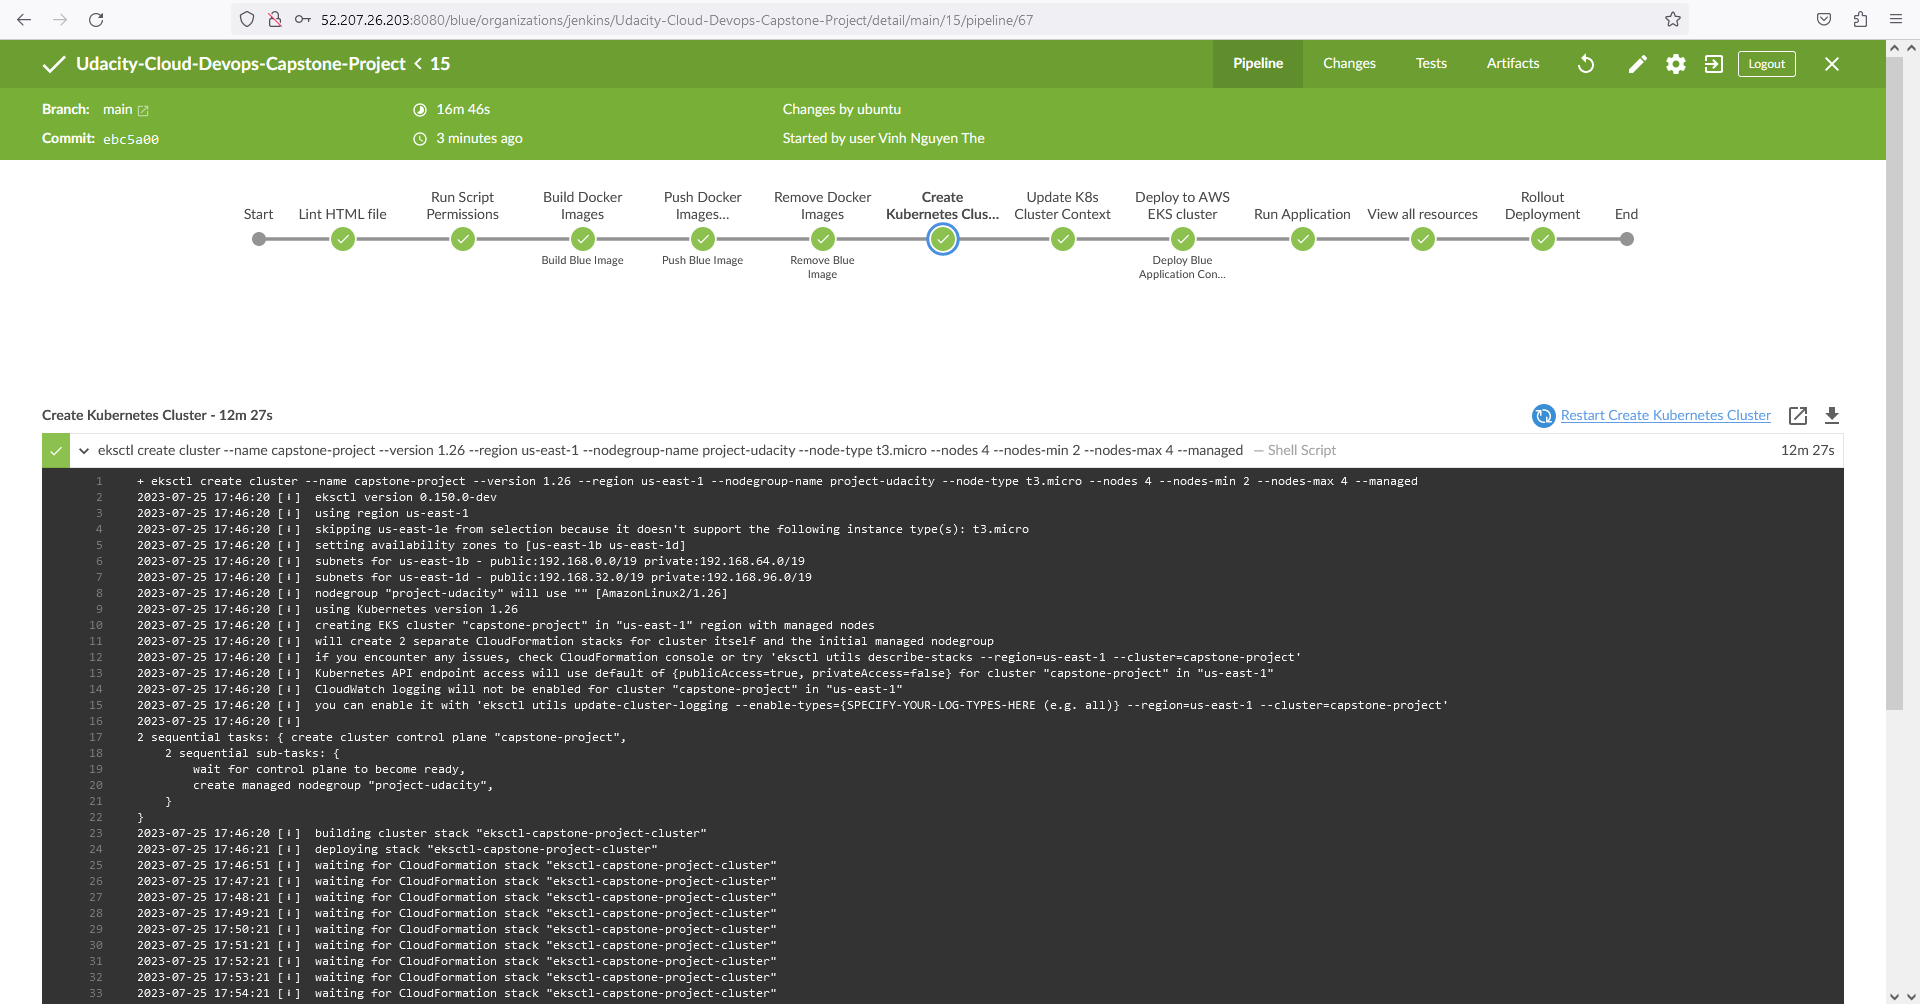 52.207.26.203:8080/blue/organizations/jenkins/Udacity-Cloud-Devops-Capstone-Project/detail/main/15/pipeline/67
Udacity-Cloud-Devops-Capstone-Project < 15
Pipeline
Changes
Tests
Artifacts
Logout
Branch: main
16m 46s
Changes by ubuntu
Commit: ebc5a00
3 minutes ago
Started by user Vinh Nguyen The
Start
Lint HTML file
Run Script
Permissions
Build Docker
Images
Push Docker
Images...
Remove Docker
Images
Create
Kubernetes Clus...
Update K8s
Cluster Context
Deploy to AWS
EKS cluster
Run Application
View all resources
Rollout
Deployment
End
Build Blue Image
Push Blue Image
Remove Blue
Image
Deploy Blue
Application Con...
Create Kubernetes Cluster - 12m 27s
Restart Create Kubernetes Cluster
eksctl create cluster --name capstone-project --version 1.26 --region us-east-1 --nodegroup-name project-udacity --node-type t3.micro --nodes 4 --nodes-min 2 --nodes-max 4 --managed — Shell Script 12m 27s
1 + eksctl create cluster --name capstone-project --version 1.26 --region us-east-1 --nodegroup-name project-udacity --node-type t3.micro --nodes 4 --nodes-min 2 --nodes-max 4 --managed
2 2023-07-25 17:46:20 [ℹ]  eksctl version 0.150.0-dev
3 2023-07-25 17:46:20 [ℹ]  using region us-east-1
4 2023-07-25 17:46:20 [ℹ]  skipping us-east-1e from selection because it doesn't support the following instance type(s): t3.micro
5 2023-07-25 17:46:20 [ℹ]  setting availability zones to [us-east-1b us-east-1d]
6 2023-07-25 17:46:20 [ℹ]  subnets for us-east-1b - public:192.168.0.0/19 private:192.168.64.0/19
7 2023-07-25 17:46:20 [ℹ]  subnets for us-east-1d - public:192.168.32.0/19 private:192.168.96.0/19
8 2023-07-25 17:46:20 [ℹ]  nodegroup "project-udacity" will use "" [AmazonLinux2/1.26]
9 2023-07-25 17:46:20 [ℹ]  using Kubernetes version 1.26
10 2023-07-25 17:46:20 [ℹ]  creating EKS cluster "capstone-project" in "us-east-1" region with managed nodes
11 2023-07-25 17:46:20 [ℹ]  will create 2 separate CloudFormation stacks for cluster itself and the initial managed nodegroup
12 2023-07-25 17:46:20 [ℹ]  if you encounter any issues, check CloudFormation console or try 'eksctl utils describe-stacks --region=us-east-1 --cluster=capstone-project'
13 2023-07-25 17:46:20 [ℹ]  Kubernetes API endpoint access will use default of {publicAccess=true, privateAccess=false} for cluster "capstone-project" in "us-east-1"
14 2023-07-25 17:46:20 [ℹ]  CloudWatch logging will not be enabled for cluster "capstone-project" in "us-east-1"
15 2023-07-25 17:46:20 [ℹ]  you can enable it with 'eksctl utils update-cluster-logging --enable-types={SPECIFY-YOUR-LOG-TYPES-HERE (e.g. all)} --region=us-east-1 --cluster=capstone-project'
16 2023-07-25 17:46:20 [ℹ]
17 2 sequential tasks: { create cluster control plane "capstone-project",
18 2 sequential sub-tasks: {
19 wait for control plane to become ready,
20 create managed nodegroup "project-udacity",
21 }
22 }
23 2023-07-25 17:46:20 [ℹ]  building cluster stack "eksctl-capstone-project-cluster"
24 2023-07-25 17:46:21 [ℹ]  deploying stack "eksctl-capstone-project-cluster"
25 2023-07-25 17:46:51 [ℹ]  waiting for CloudFormation stack "eksctl-capstone-project-cluster"
26 2023-07-25 17:47:21 [ℹ]  waiting for CloudFormation stack "eksctl-capstone-project-cluster"
27 2023-07-25 17:48:21 [ℹ]  waiting for CloudFormation stack "eksctl-capstone-project-cluster"
28 2023-07-25 17:49:21 [ℹ]  waiting for CloudFormation stack "eksctl-capstone-project-cluster"
29 2023-07-25 17:50:21 [ℹ]  waiting for CloudFormation stack "eksctl-capstone-project-cluster"
30 2023-07-25 17:51:21 [ℹ]  waiting for CloudFormation stack "eksctl-capstone-project-cluster"
31 2023-07-25 17:52:21 [ℹ]  waiting for CloudFormation stack "eksctl-capstone-project-cluster"
32 2023-07-25 17:53:21 [ℹ]  waiting for CloudFormation stack "eksctl-capstone-project-cluster"
33 2023-07-25 17:54:21 [ℹ]  waiting for CloudFormation stack "eksctl-capstone-project-cluster"